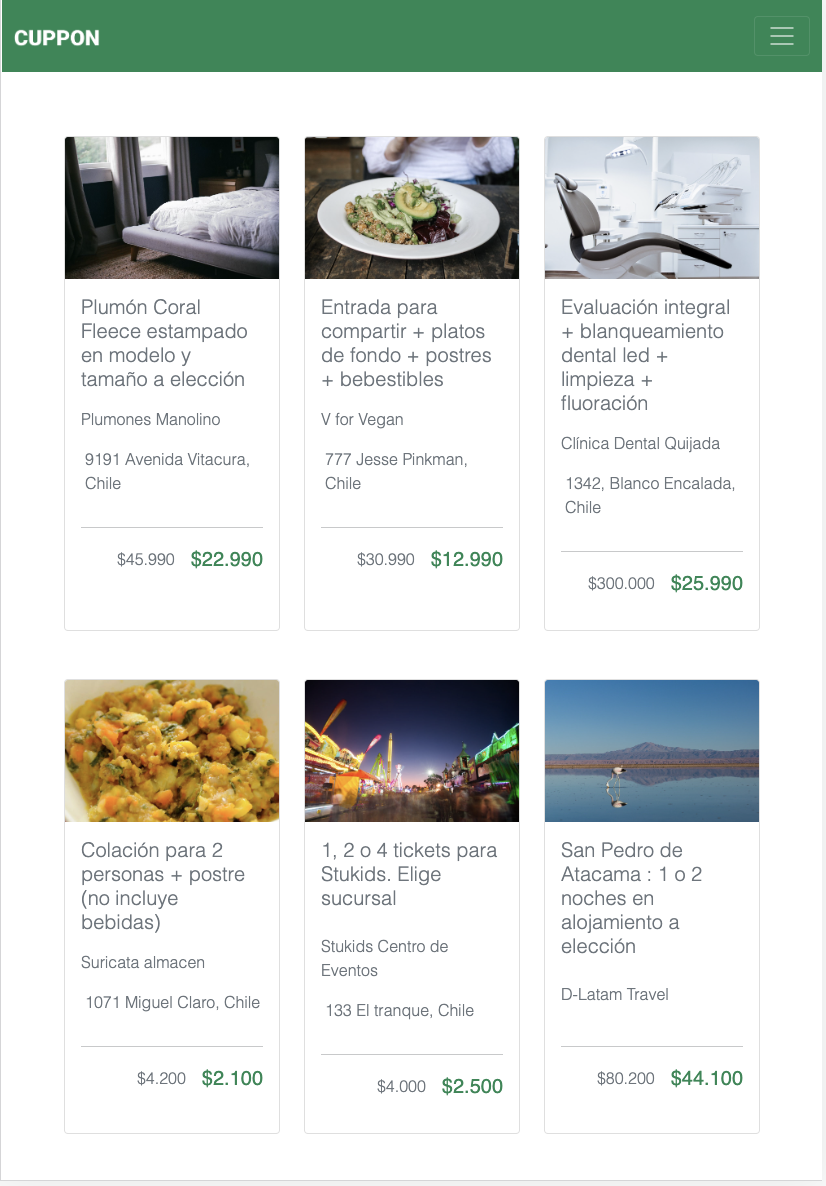 CUPPON
Plumón Coral
Fleece estampado
en modelo y
tamaño a elección
Plumones Manolino
9191 Avenida Vitacura,
Chile
$45.990 $22.990
Entrada para
compartir + platos
de fondo + postres
+ bebestibles
V for Vegan
777 Jesse Pinkman,
Chile
$30.990 $12.990
Evaluación integral
+ blanqueamiento
dental led +
limpieza +
fluoración
Clínica Dental Quijada
1342, Blanco Encalada,
Chile
$300.000 $25.990
Colación para 2
personas + postre
(no incluye
bebidas)
Suricata almacen
1071 Miguel Claro, Chile
$4.200 $2.100
1, 2 o 4 tickets para
Stukids. Elige
sucursal
Stukids Centro de
Eventos
133 El tranque, Chile
$4.000 $2.500
San Pedro de
Atacama : 1 o 2
noches en
alojamiento a
elección
D-Latam Travel
$80.200 $44.100